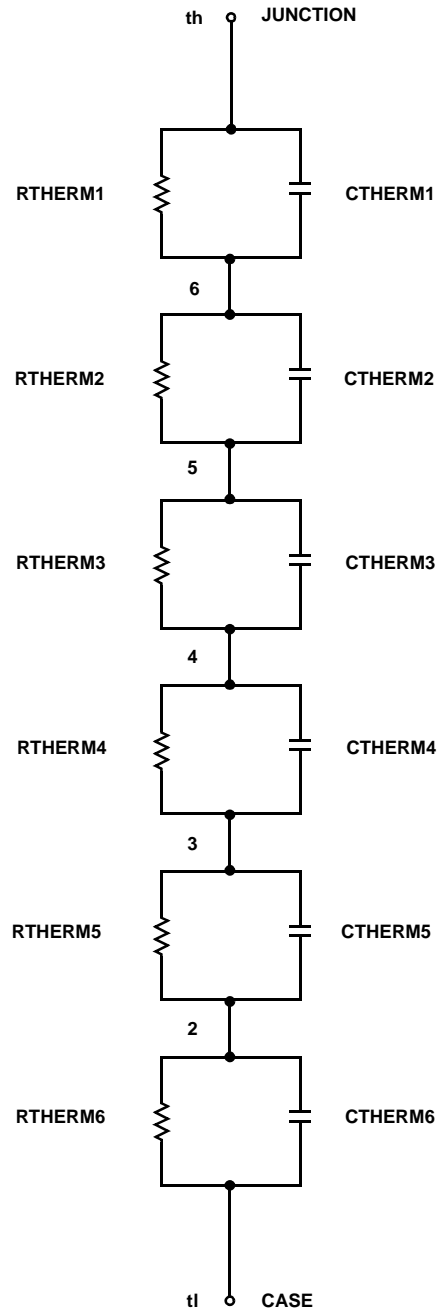 th JUNCTION
RTHERM1 CTHERM1
6
RTHERM2 CTHERM2
5
RTHERM3 CTHERM3
4
RTHERM4 CTHERM4
3
RTHERM5 CTHERM5
2
RTHERM6 CTHERM6
tl CASE